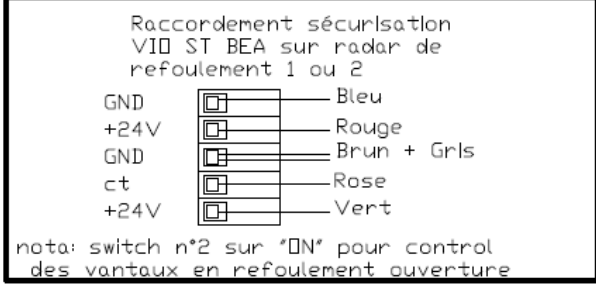 Raccordement sécurisation
VIO ST BEA sur radar de
refoulement 1 ou 2
GND Bleu
+24V Rouge
GND Brun + Gris
ct Rose
+24V Vert
nota: switch n°2 sur "ON" pour control
des vantaux en refoulement ouverture